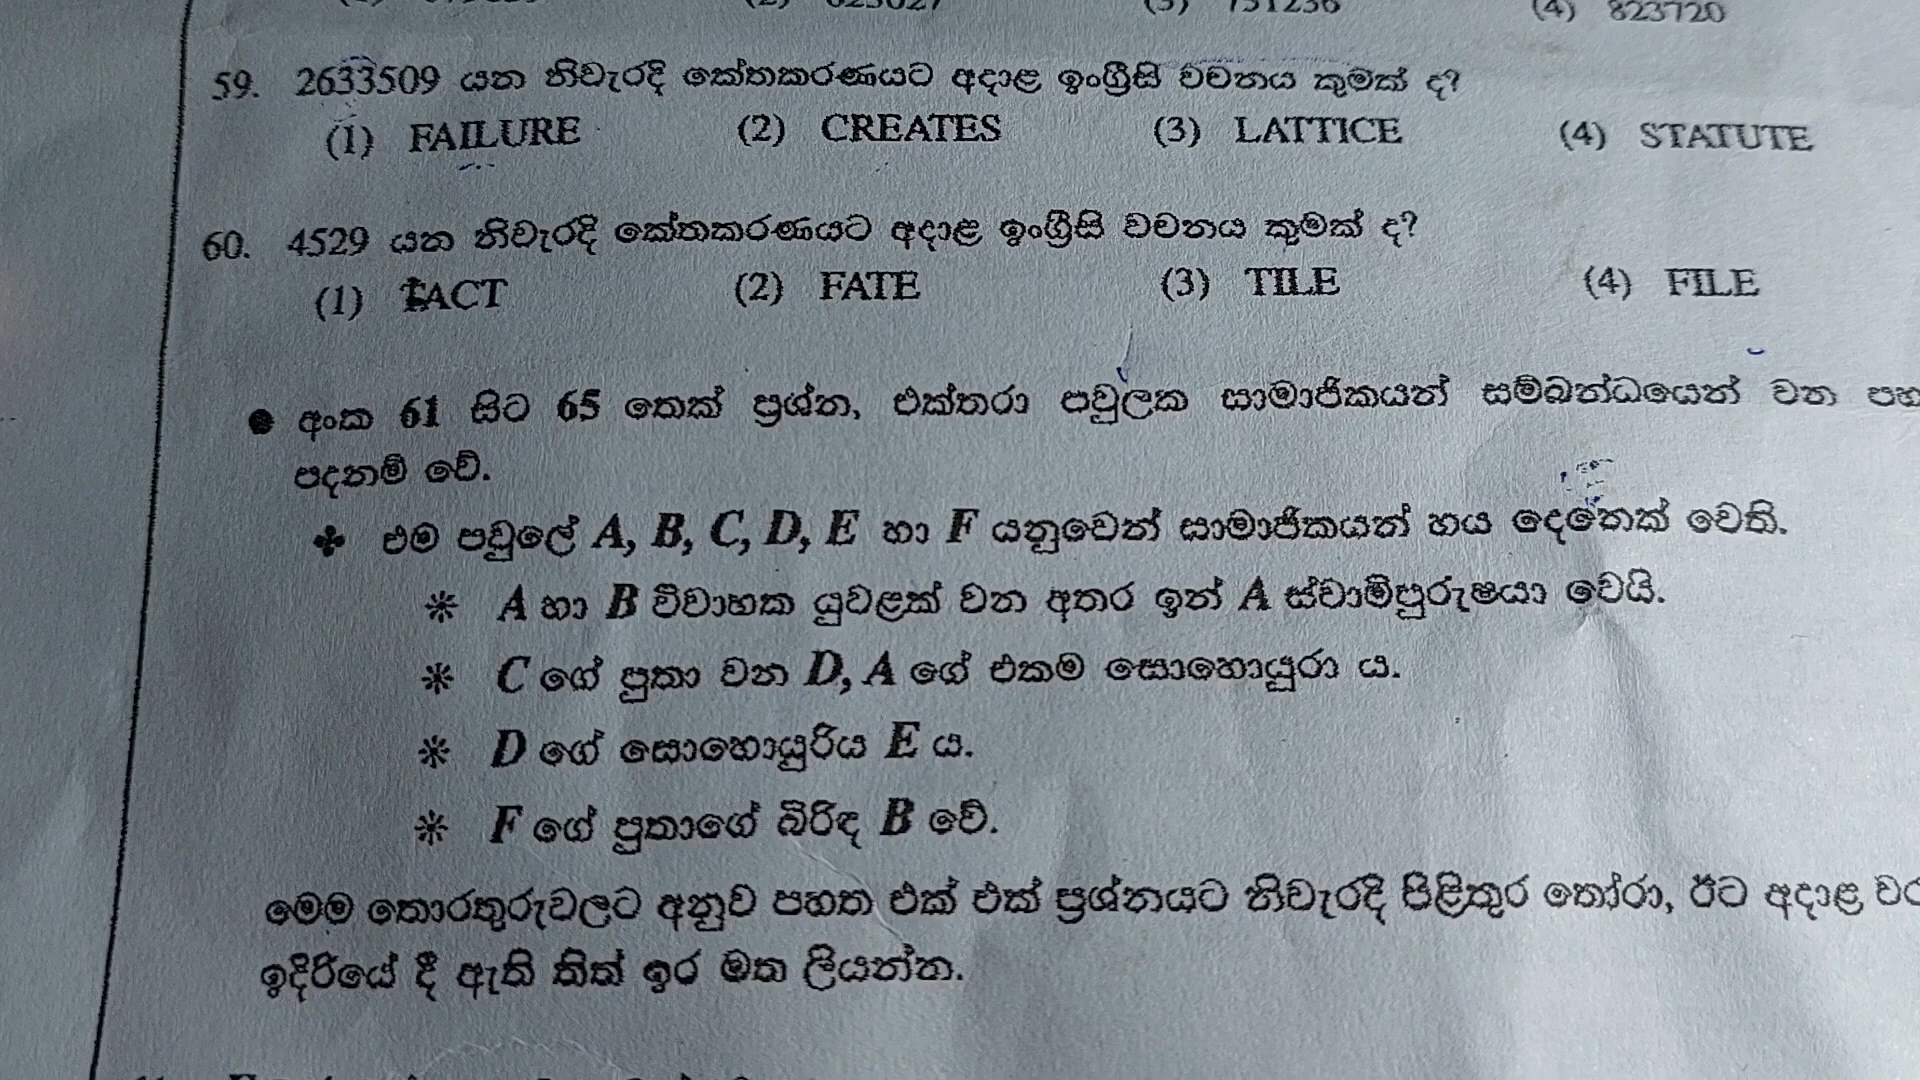 (4) 823720
59. 2633509 යන නිවැරදි කේතකරණයට අදාළ ඉංග්‍රීසි වචනය කුමක් ද?
(1) FAILURE (2) CREATES (3) LATTICE (4) STATUTE
60. 4529 යන නිවැරදි කේතකරණයට අදාළ ඉංග්‍රීසි වචනය කුමක් ද?
(1) FACT (2) FATE (3) TILE (4) FILE
● අංක 61 සිට 65 තෙක් ප්‍රශ්න, එක්තරා පවුලක සාමාජිකයන් සම්බන්ධයෙන් වන
පදනම් වේ.
✤ එම පවුලේ A, B, C, D, E හා F යනුවෙන් සාමාජිකයන් හය දෙනෙක් වෙති.
✳ A හා B විවාහක යුවළක් වන අතර ඉන් A ස්වාමිපුරුෂයා වෙයි.
✳ C ගේ පුතා වන D, A ගේ එකම සොහොයුරා ය.
✳ D ගේ සොහොයුරිය E ය.
✳ F ගේ පුතාගේ බිරිඳ B වේ.
මෙම තොරතුරුවලට අනුව පහත එක් එක් ප්‍රශ්නයට නිවැරදි පිළිතුර තෝරා, ඊට අදාළ
ඉදිරියේ දී ඇති තිත් ඉර මත ලියන්න.